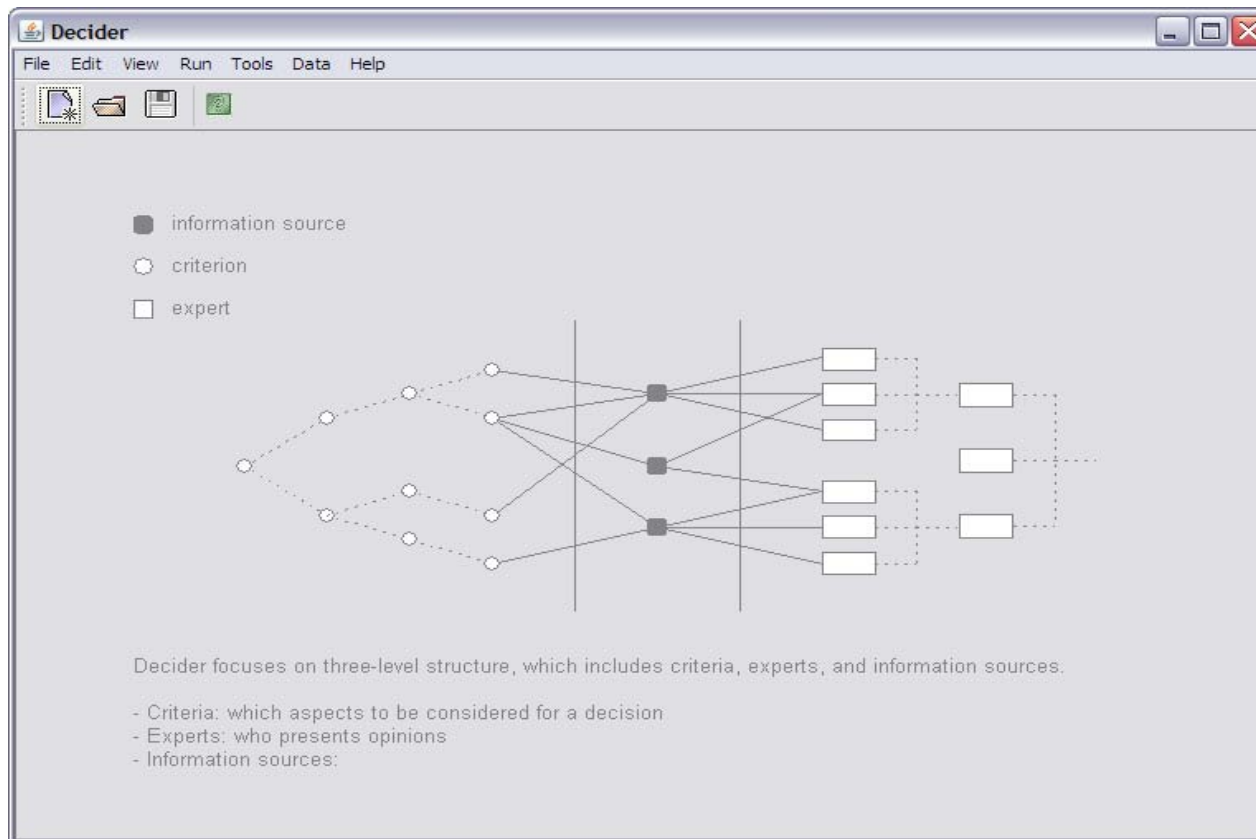 Decider
File Edit View Run Tools Data Help
information source
criterion
expert
Decider focuses on three-level structure, which includes criteria, experts, and information sources.
- Criteria: which aspects to be considered for a decision
- Experts: who presents opinions
- Information sources: